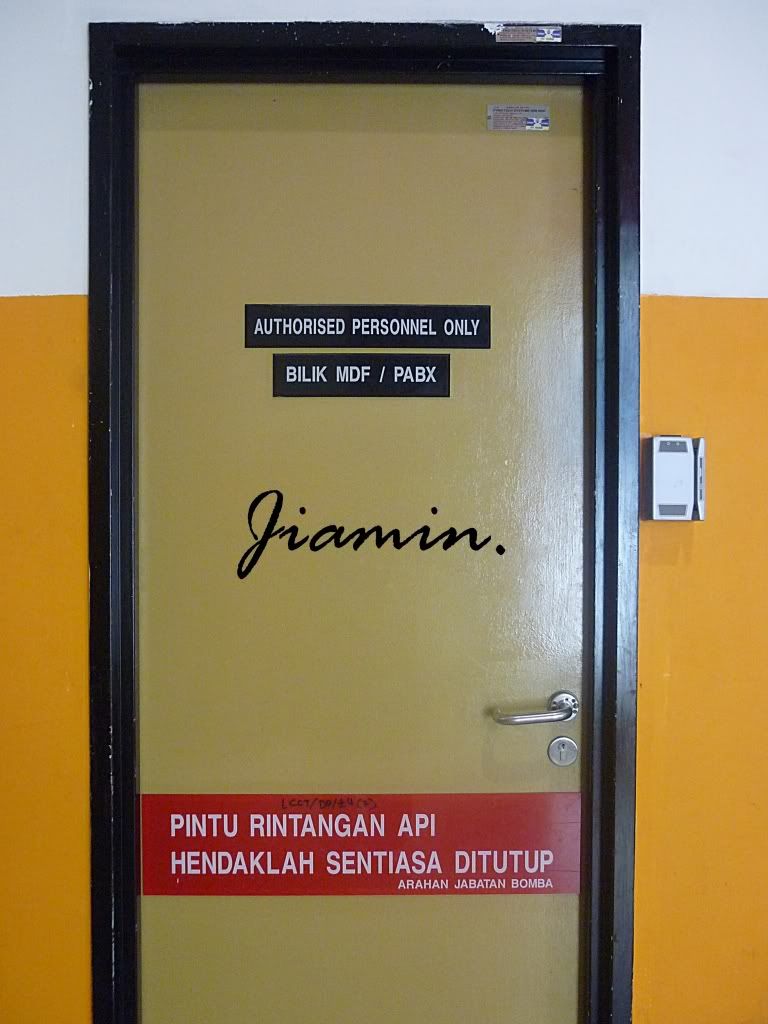 AUTHORISED PERSONNEL ONLY
BILIK MDF / PABX
Jiamin.
PINTU RINTANGAN API
HENDAKLAH SENTIASA DITUTUP
ARAHAN JABATAN BOMBA